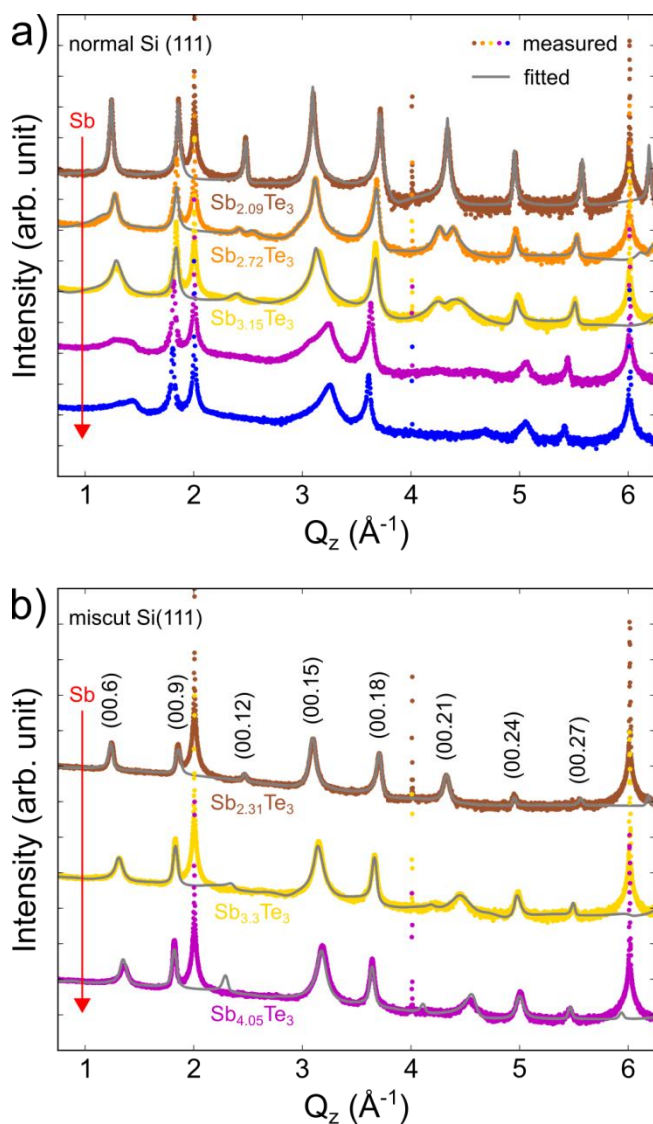 a)
normal Si (111)
measured
fitted
Sb
Sb2.09Te3
Sb2.72Te3
Sb3.15Te3
Intensity (arb. unit)
1 2 3 4 5 6
Qz (Å-1)
b)
miscut Si(111)
Sb
(00.6) (00.9) (00.12) (00.15) (00.18) (00.21) (00.24) (00.27)
Sb2.31Te3
Sb3.3Te3
Sb4.05Te3
Intensity (arb. unit)
1 2 3 4 5 6
Qz (Å-1)